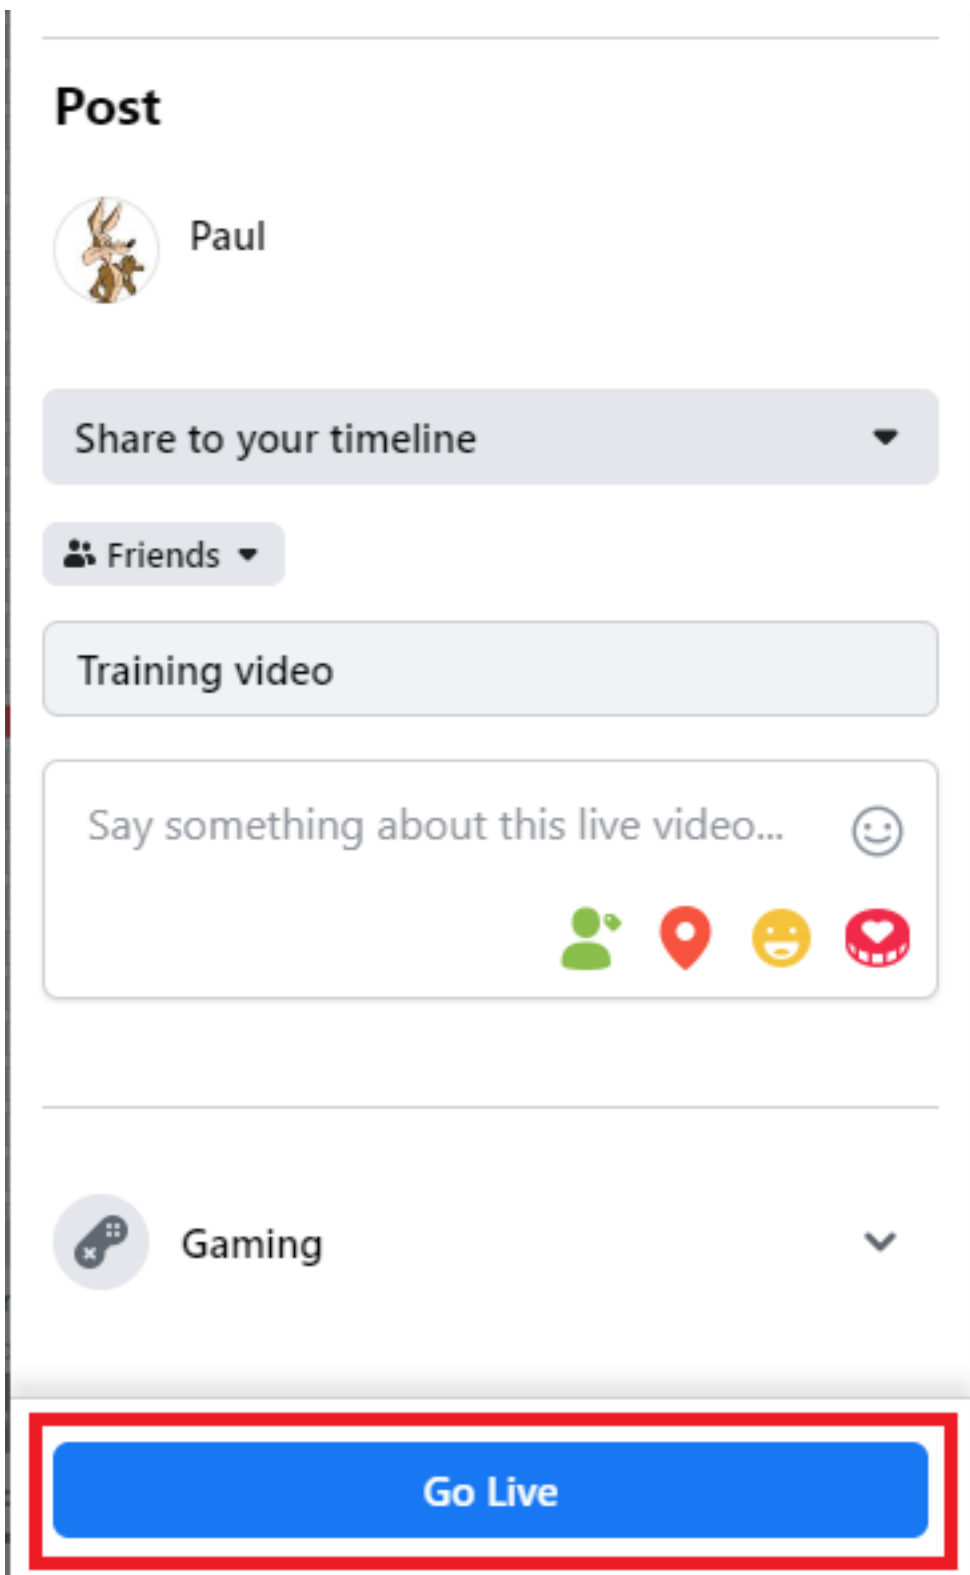 Post
Paul
Share to your timeline
Friends
Training video
Say something about this live video...
Gaming
Go Live